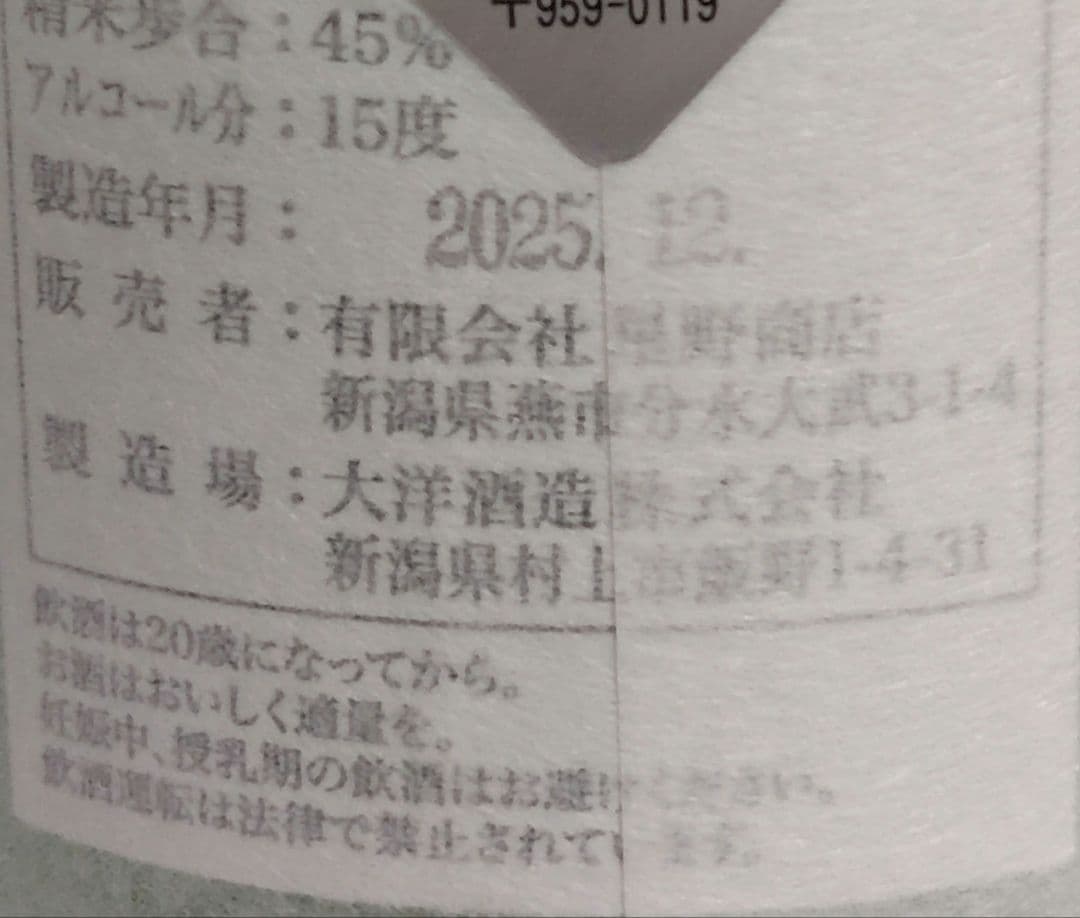 〒959-0119
精米歩合：45%
アルコール分：15度
製造年月： 2025. 12.
販売者：有限会社星野商店
新潟県燕市分水大武3-1-4
製造場：大洋酒造株式会社
新潟県村上市飯野1-4-31
飲酒は20歳になってから。
お酒はおいしく適量を。
妊娠中、授乳期の飲酒はお避けください。
飲酒運転は法律で禁止されています。